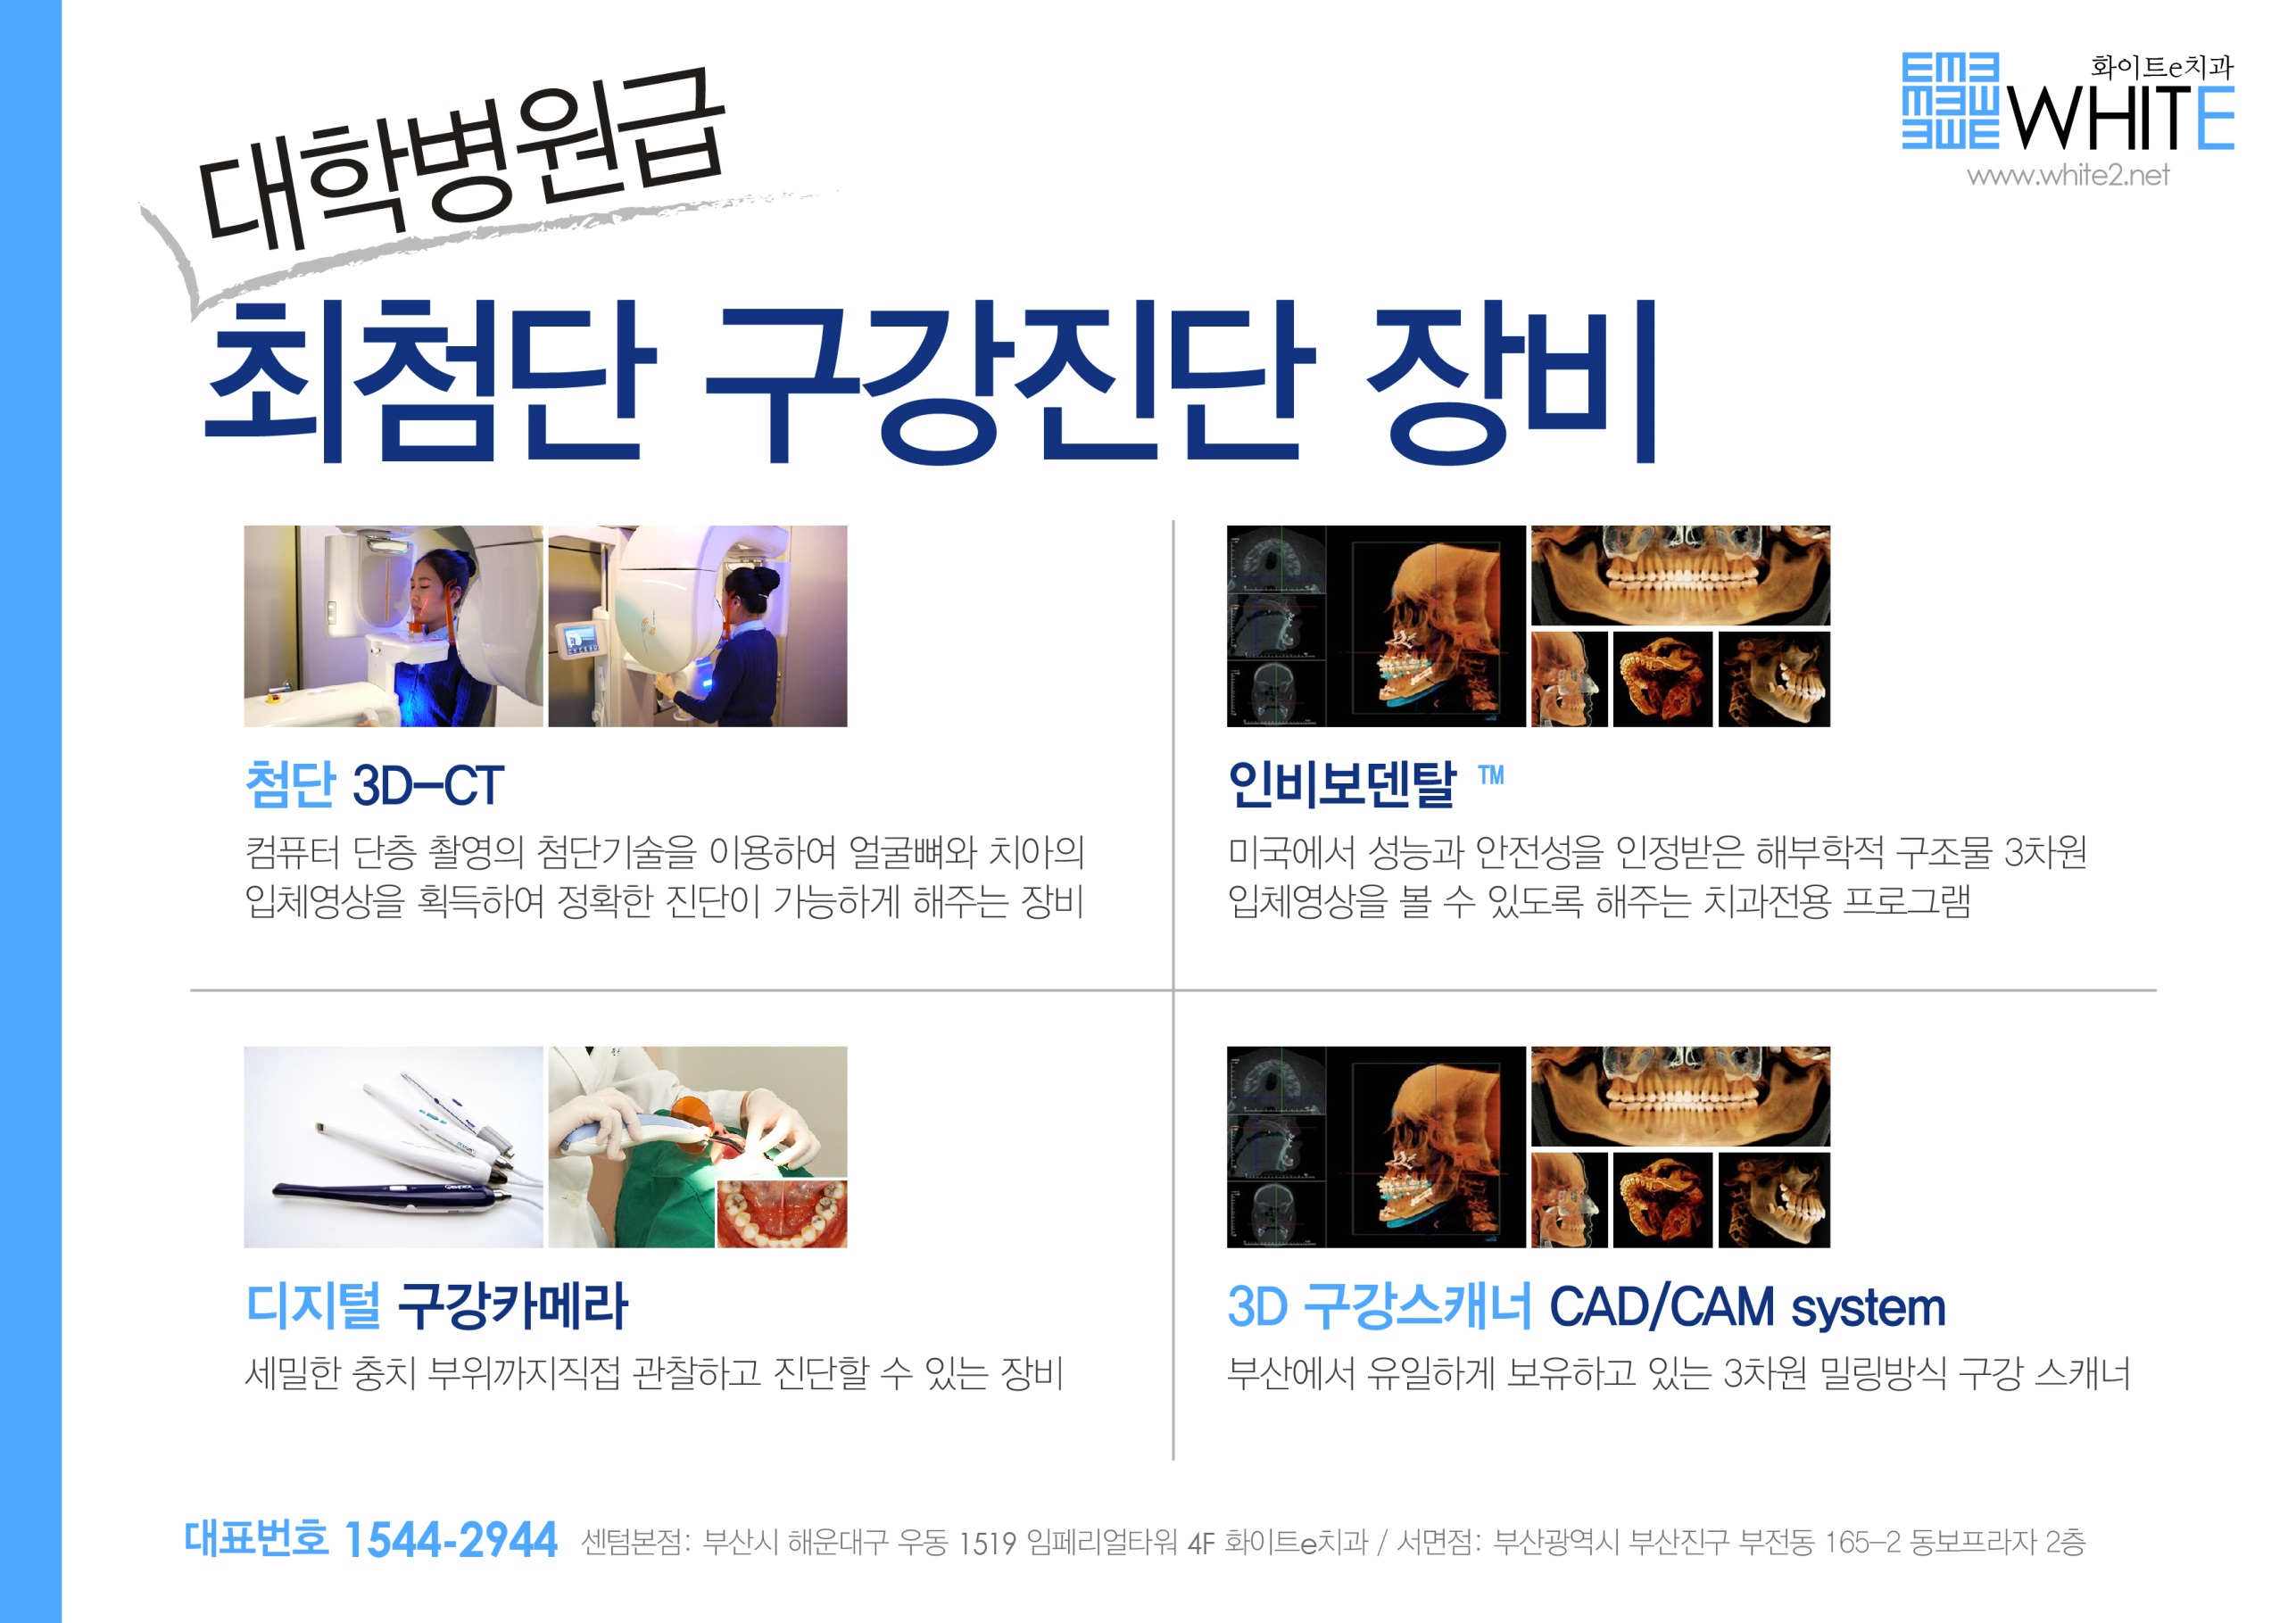 대학병원급
화이트e치과
WHITE
www.white2.net
최첨단 구강진단 장비
첨단 3D-CT
컴퓨터 단층 촬영의 첨단기술을 이용하여 얼굴뼈와 치아의
입체영상을 획득하여 정확한 진단이 가능하게 해주는 장비
인비보덴탈 TM
미국에서 성능과 안전성을 인정받은 해부학적 구조물 3차원
입체영상을 볼 수 있도록 해주는 치과전용 프로그램
디지털 구강카메라
세밀한 충치 부위까지직접 관찰하고 진단할 수 있는 장비
3D 구강스캐너 CAD/CAM system
부산에서 유일하게 보유하고 있는 3차원 밀링방식 구강 스캐너
대표번호 1544-2944 센텀본점: 부산시 해운대구 우동 1519 임페리얼타워 4F 화이트e치과 / 서면점: 부산광역시 부산진구 부전동 165-2 동보프라자 2층